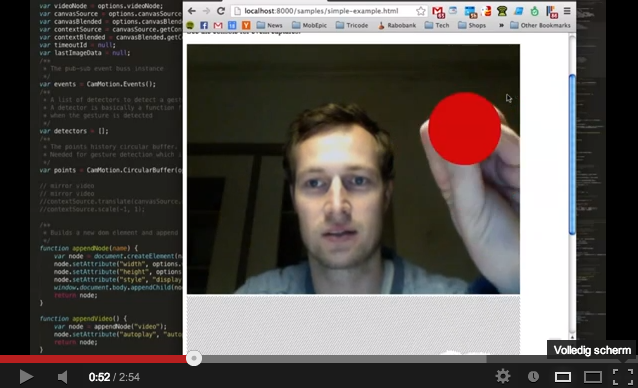 var videoNode = options.videoNode;
var canvasSource = options.canvasSour
var canvasBlended = options.canvasBle
var contextSource = canvasSource.getCo
var contextBlended = canvasBlended.get
var timeoutId = null;
var lastImageData = null;
/**
* The pub-sub event buss instance
*/
var events = CamMotion.Events();
/**
* A list of detectors to detect a gest
* A detector is basically a function
* when the gesture is detected
*/
var detectors = [];
/**
* The points history circular buffer.
* Needed for gesture detection which
*/
var points = CamMotion.CircularBuffer(o
// mirror video
// mirror video
//contextSource.translate(canvasSource.
//contextSource.scale(-1, 1);
/**
* Builds a new dom element and append
*/
function appendNode(name) {
var node = document.createElement(n
node.setAttribute("width", options.
node.setAttribute("height", options
node.setAttribute("style", "display
window.document.body.appendChild(no
return node;
}
function appendVideo() {
var node = appendNode("video");
node.setAttribute("autoplay", "auto
return node;
localhost:8000/samples/simple-example.html
News MobEpic Tricode Rabobank Tech Shops » Other Bookmarks
Volledig scherm
0:52 / 2:54